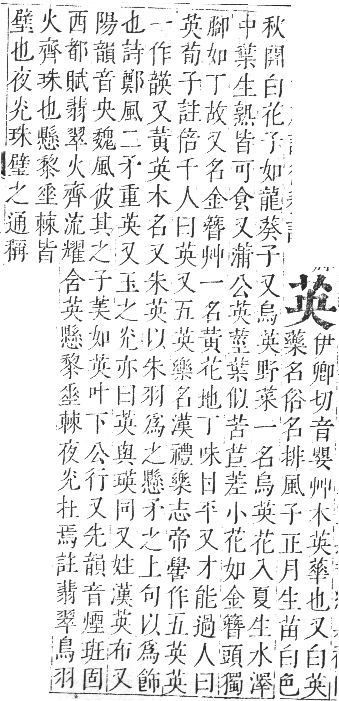 英
伊卿切音嬰艸木英蕐也又白英
藥名俗名排風子正月生苗白色
秋開白花子如龍葵子又烏英野菜一名烏英花入夏生水澤
中葉生熟皆可食又蒲公英莖葉似苦苣差小花如金簪頭獨
脚如丁故又名金簪艸一名黃花地丁味甘平又才能過人曰
英荀子註倍千人曰英又五英樂名漢禮樂志帝嚳作五英英
一作韺又黃英木名又朱英以朱羽爲之懸矛之上句以爲飾
也詩鄭風二矛重英又玉之光亦曰英與瑛同又姓漢英布又
陽韻音央魏風彼其之子美如英叶下公行又先韻音煙班固
西都賦翡翠火齊流耀含英懸黎垂棘夜光在焉註翡翠鳥羽
火齊珠也懸黎垂棘皆
璧也夜光珠璧之通稱